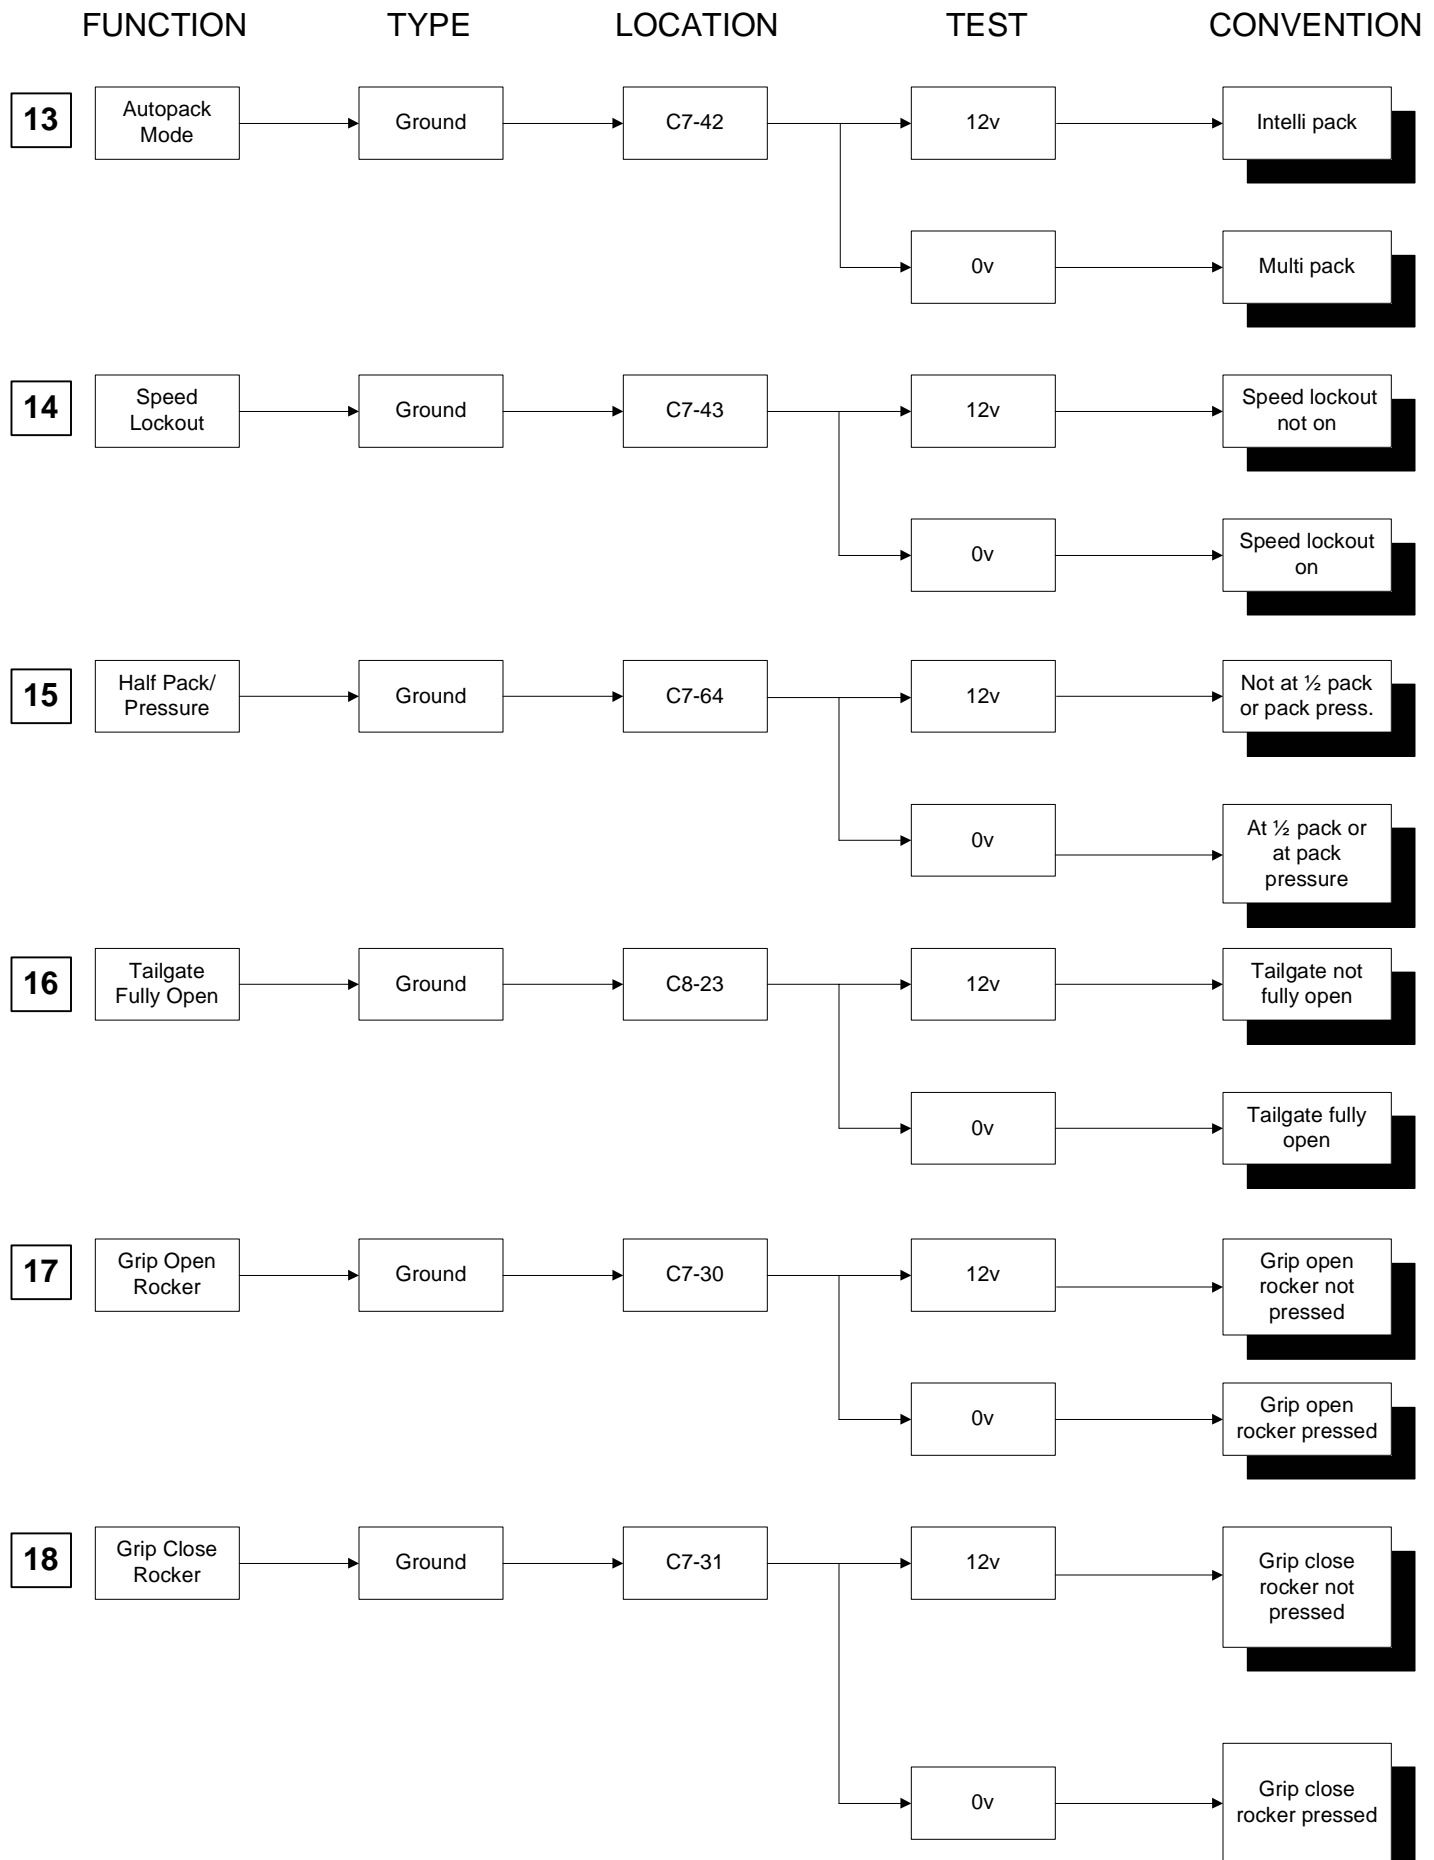 FUNCTION TYPE LOCATION TEST CONVENTION
13
Autopack
Mode
Ground
C7-42
12v
Intelli pack
0v
Multi pack
14
Speed
Lockout
Ground
C7-43
12v
Speed lockout
not on
0v
Speed lockout
on
15
Half Pack/
Pressure
Ground
C7-64
12v
Not at ½ pack
or pack press.
0v
At ½ pack or
at pack
pressure
16
Tailgate
Fully Open
Ground
C8-23
12v
Tailgate not
fully open
0v
Tailgate fully
open
17
Grip Open
Rocker
Ground
C7-30
12v
Grip open
rocker not
pressed
0v
Grip open
rocker pressed
18
Grip Close
Rocker
Ground
C7-31
12v
Grip close
rocker not
pressed
0v
Grip close
rocker pressed